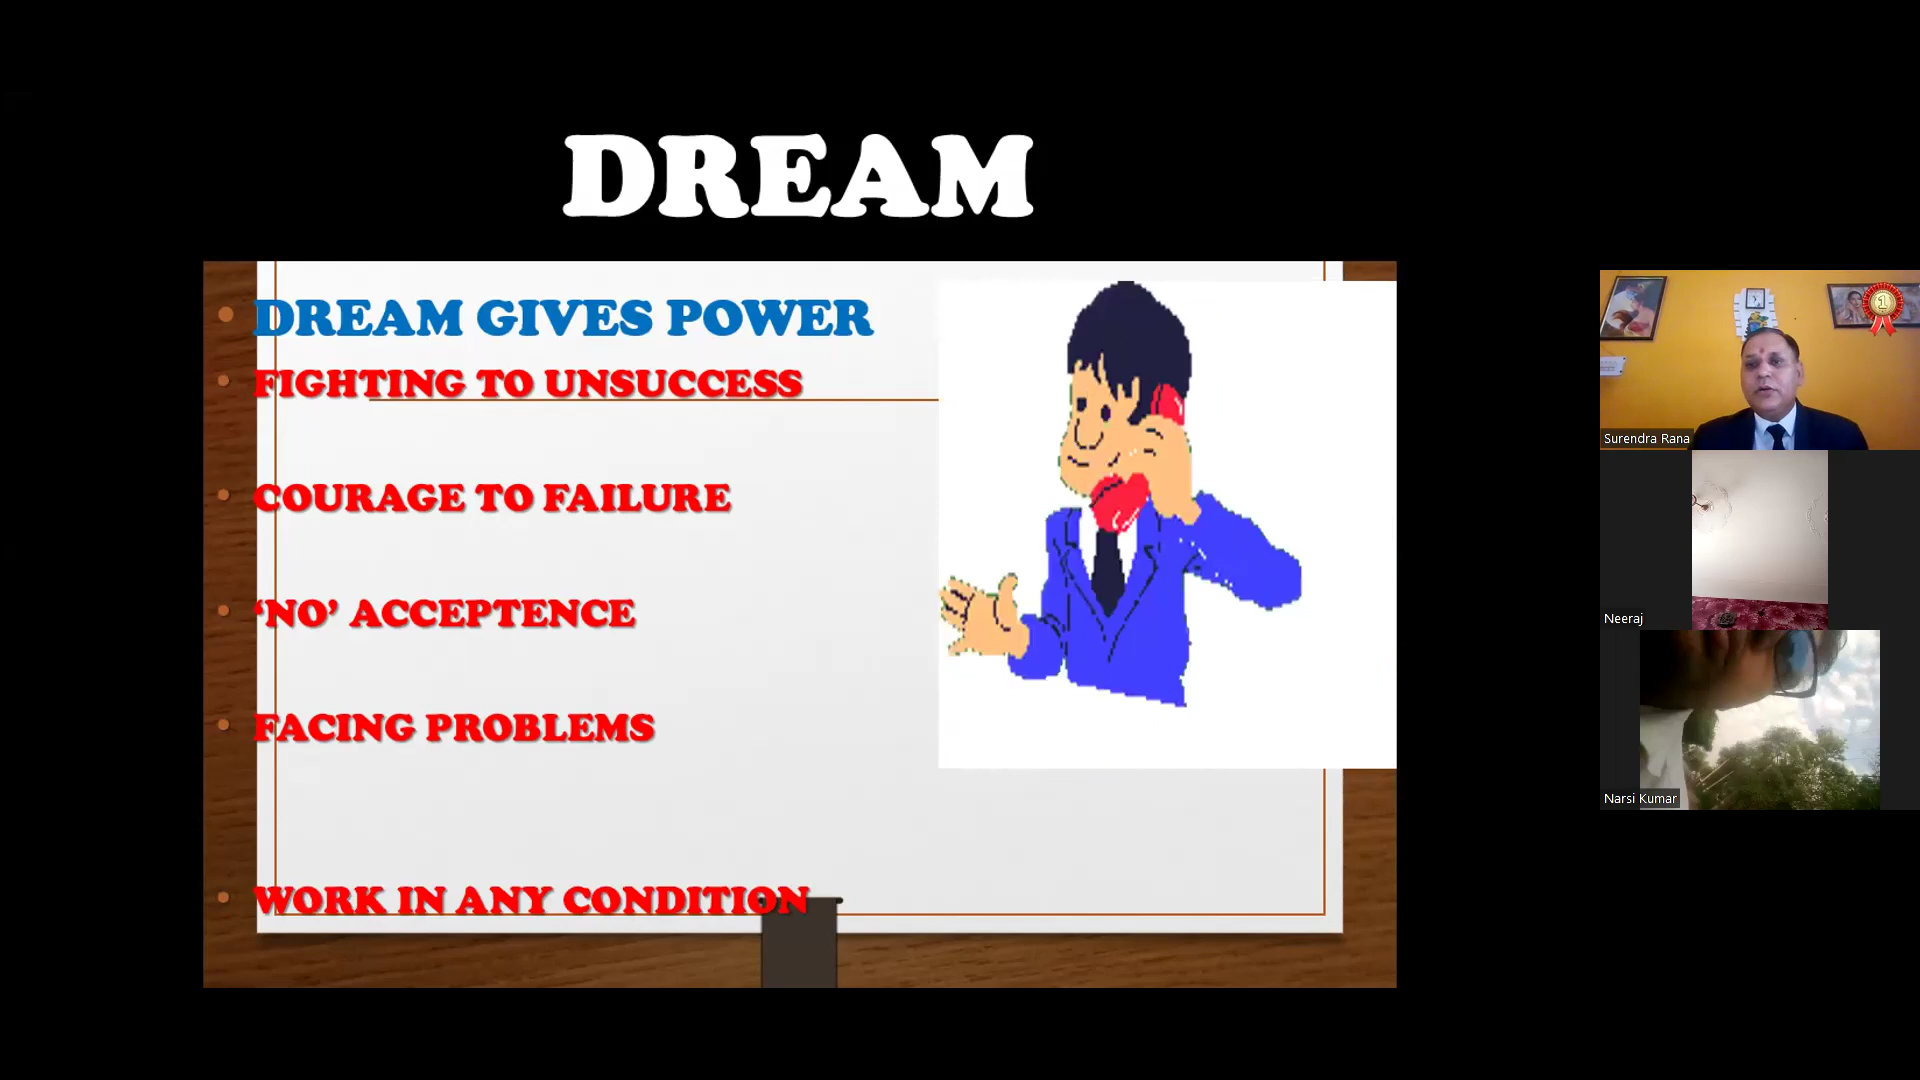 DREAM
DREAM GIVES POWER
FIGHTING TO UNSUCCESS
COURAGE TO FAILURE
‘NO’ ACCEPTENCE
FACING PROBLEMS
WORK IN ANY CONDITION
1
Surendra Rana
Neeraj
Narsi Kumar